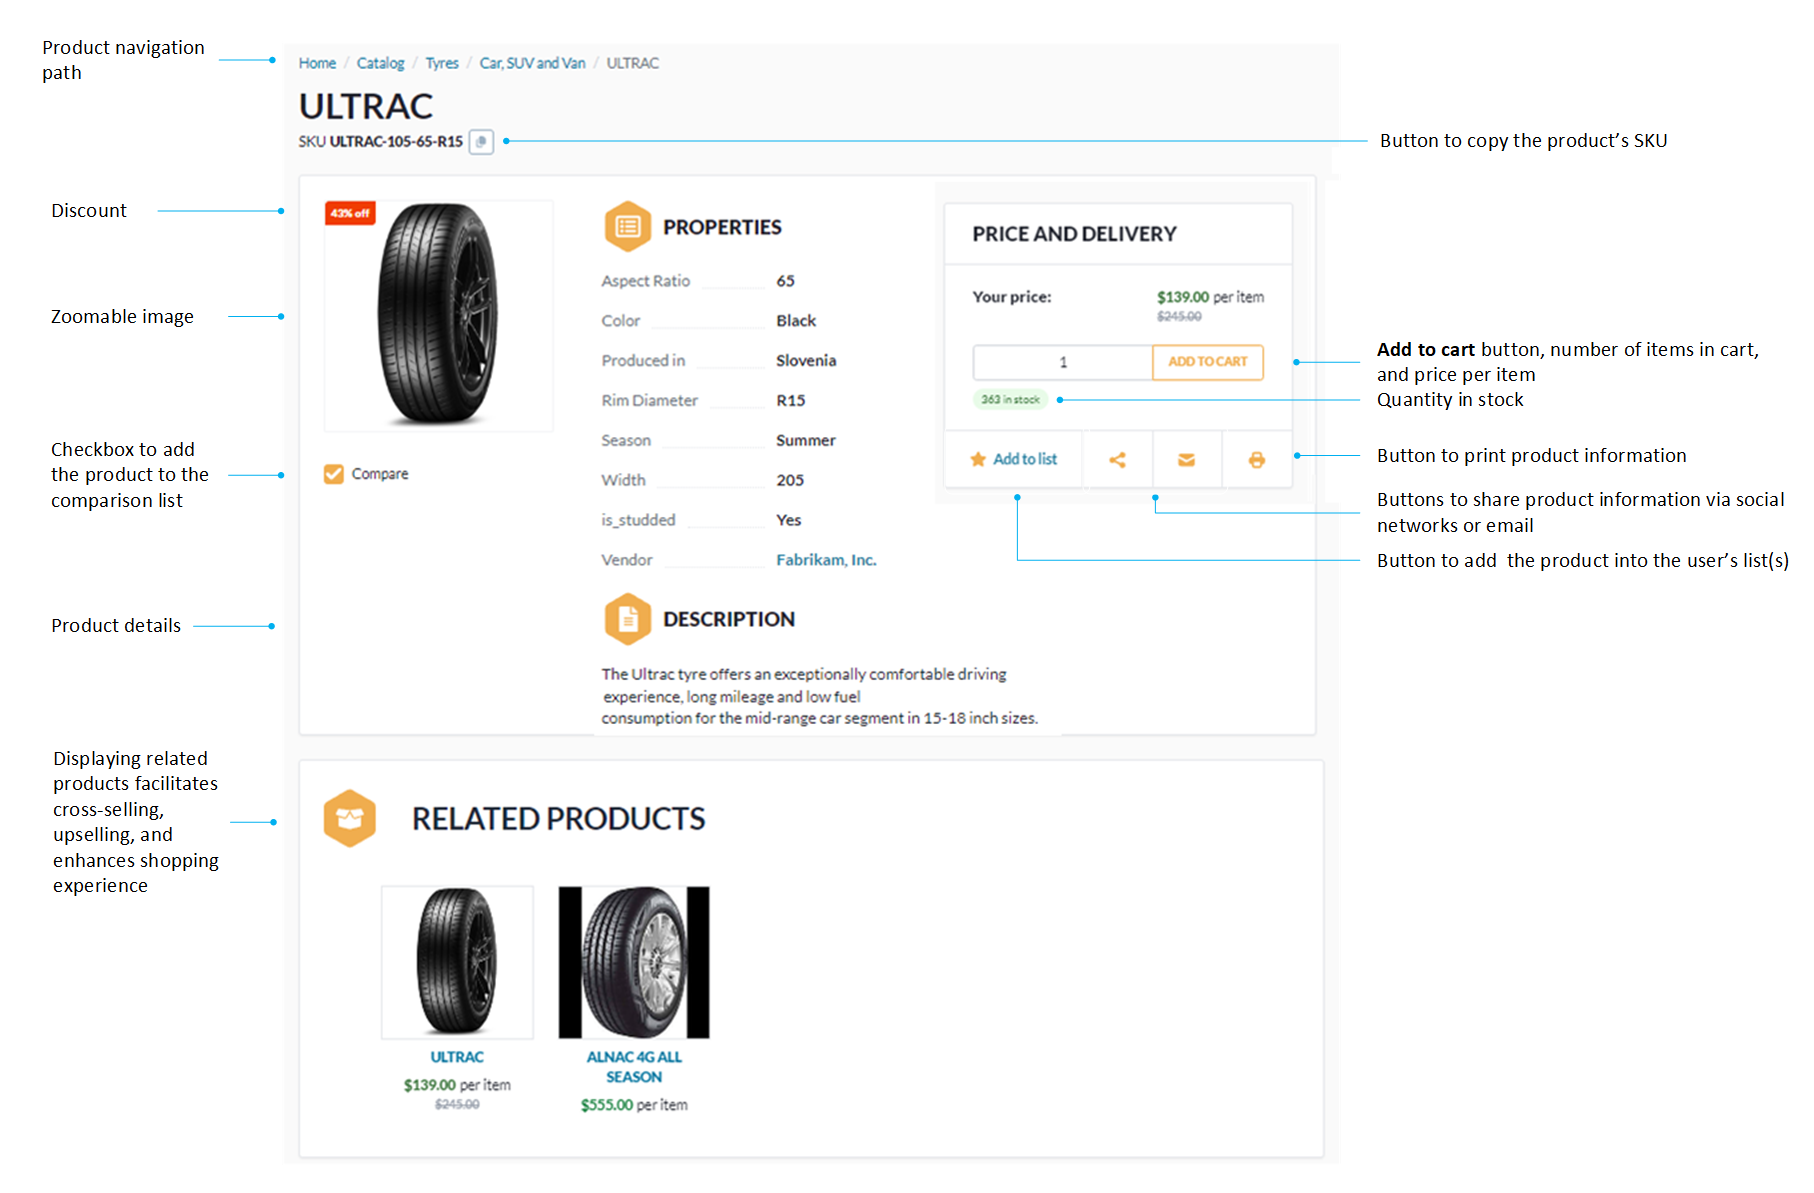 Product navigation
path
Home / Catalog / Tyres / Car, SUV and Van / ULTRAC
ULTRAC
SKU ULTRAC-105-65-R15
Button to copy the product’s SKU
Discount
43% off
Zoomable image
Checkbox to add
the product to the
comparison list
Compare
PROPERTIES
Aspect Ratio 65
Color Black
Produced in Slovenia
Rim Diameter R15
Season Summer
Width 205
is_studded Yes
Vendor Fabrikam, Inc.
PRICE AND DELIVERY
Your price: $139.00 per item
$245.00
1 ADD TO CART
363 in stock
Add to list
Add to cart button, number of items in cart,
and price per item
Quantity in stock
Button to print product information
Buttons to share product information via social
networks or email
Button to add the product into the user’s list(s)
Product details
DESCRIPTION
The Ultrac tyre offers an exceptionally comfortable driving
experience, long mileage and low fuel
consumption for the mid-range car segment in 15-18 inch sizes.
Displaying related
products facilitates
cross-selling,
upselling, and
enhances shopping
experience
RELATED PRODUCTS
ULTRAC
$139.00 per item
$245.00
ALNAC 4G ALL
SEASON
$555.00 per item